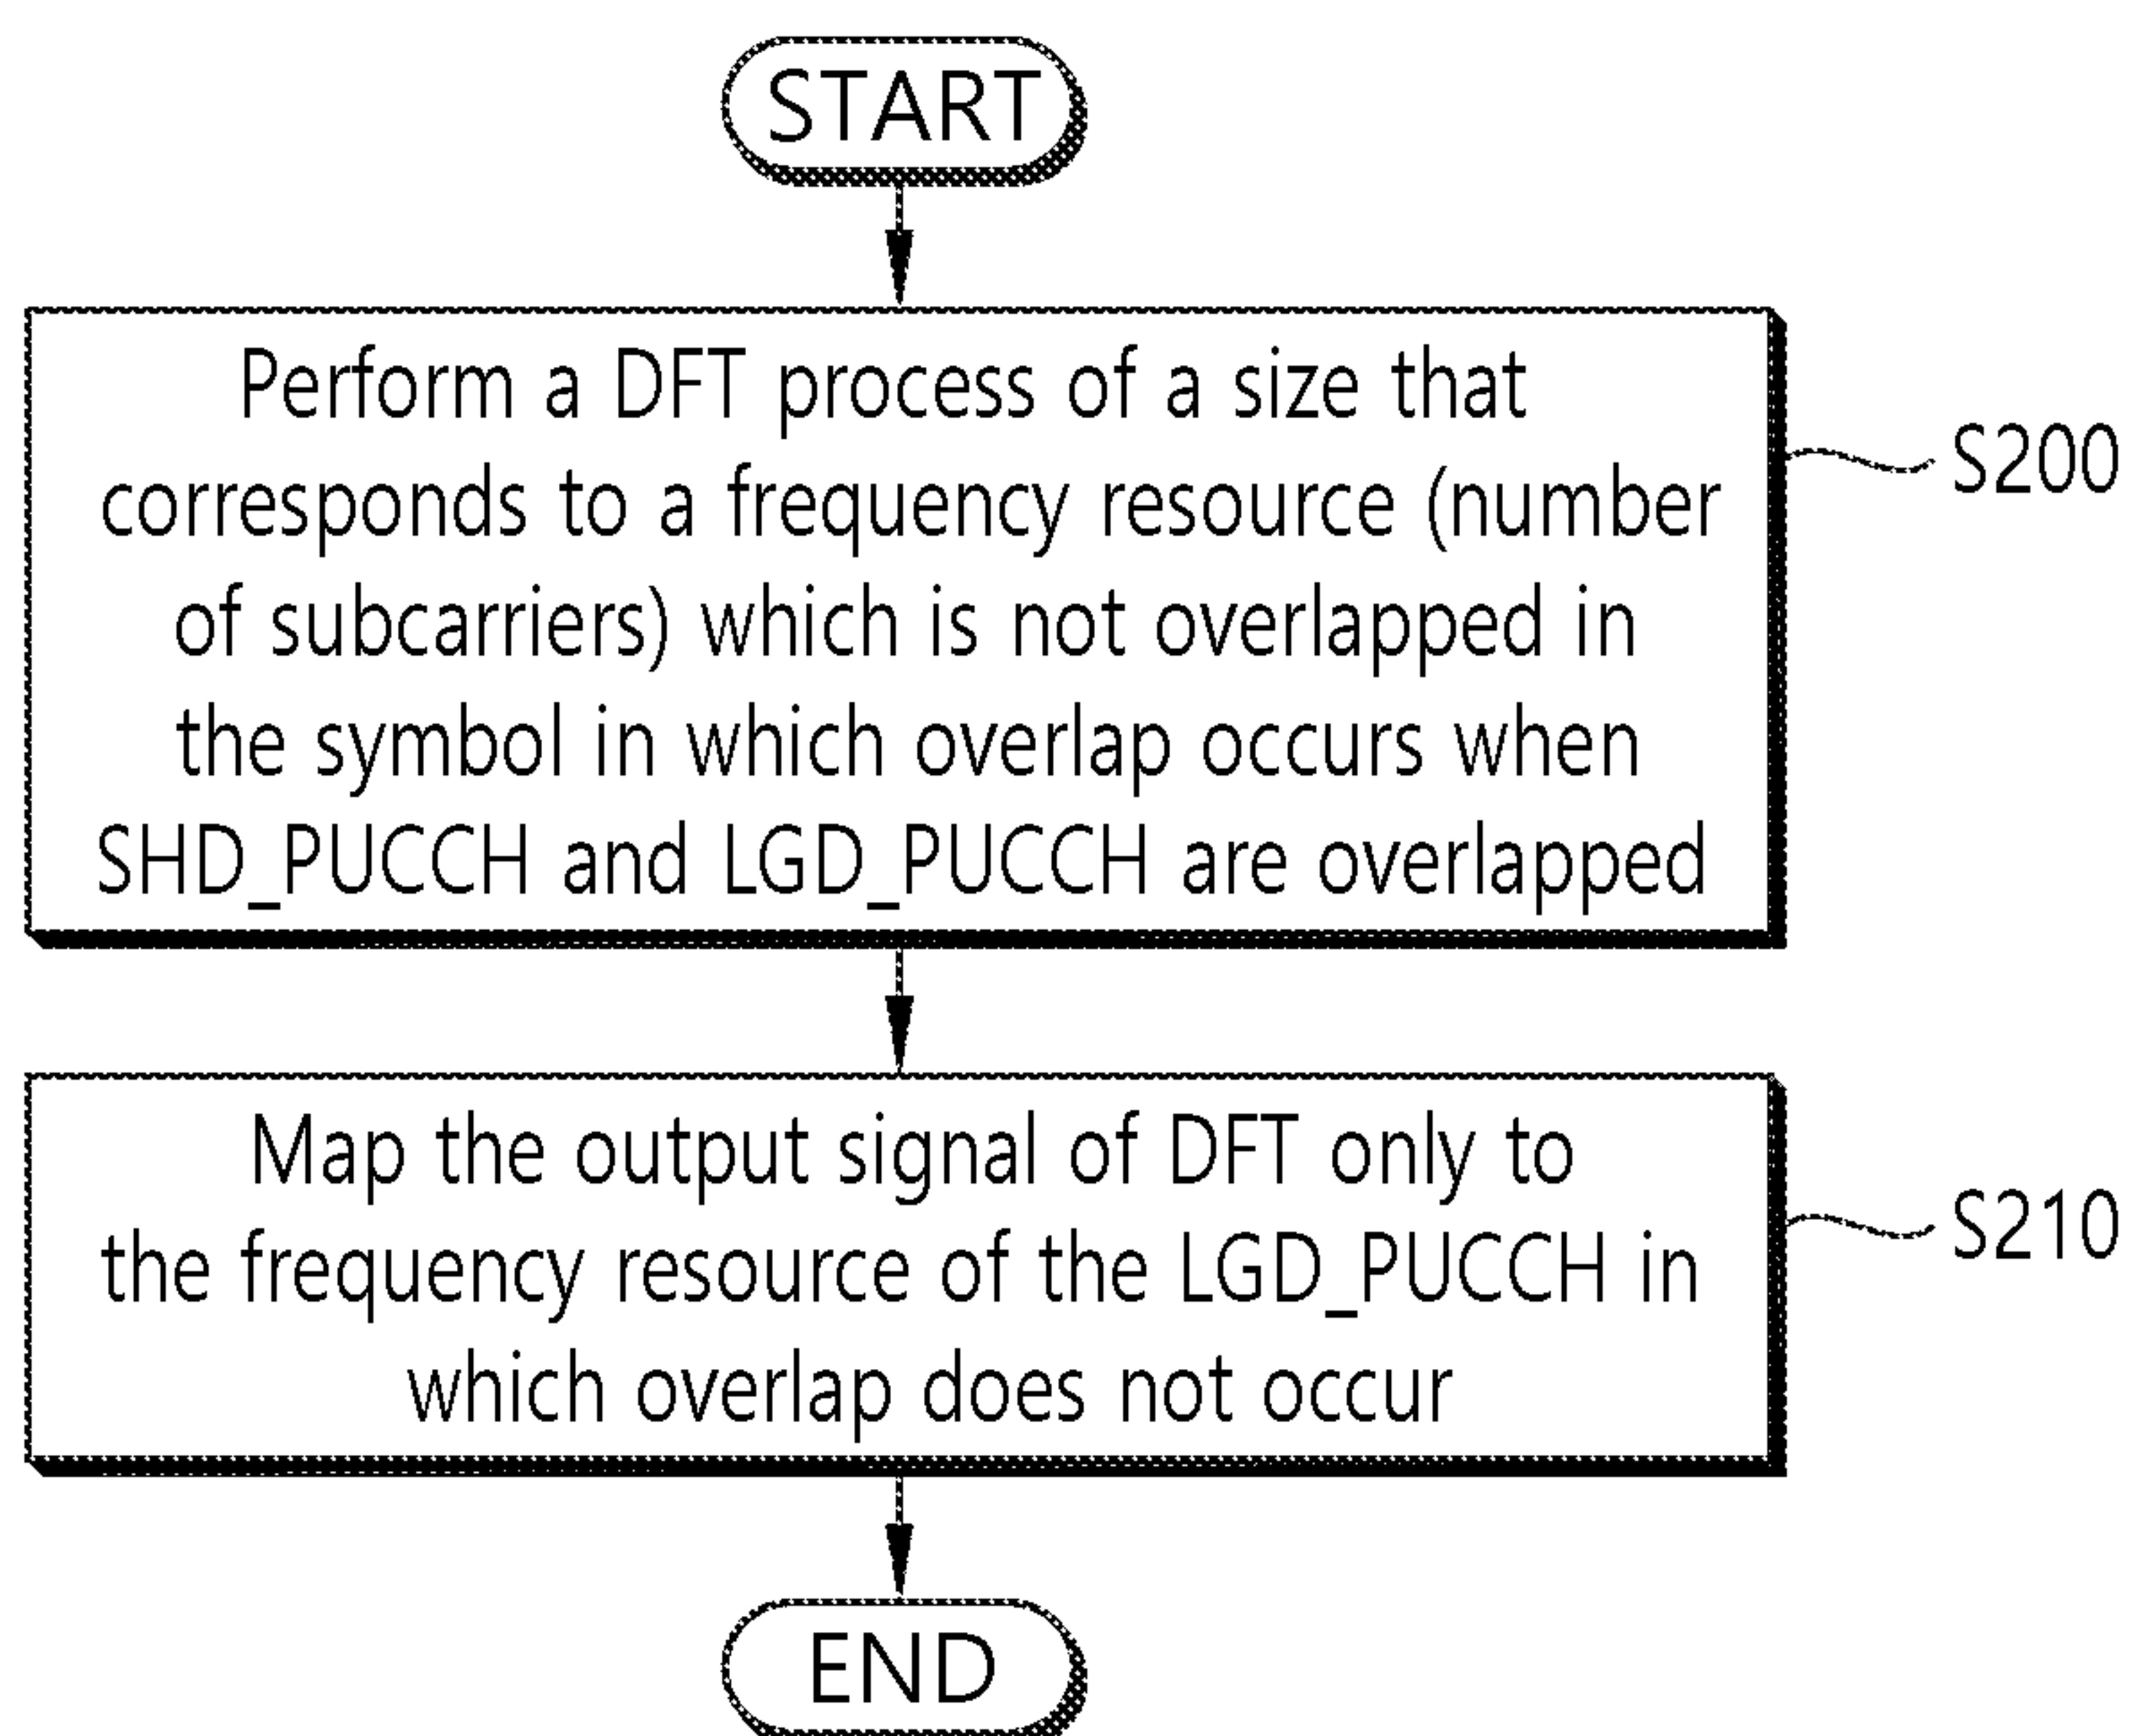 START
Perform a DFT process of a size that
corresponds to a frequency resource (number
of subcarriers) which is not overlapped in
the symbol in which overlap occurs when
SHD_PUCCH and LGD_PUCCH are overlapped
S200
Map the output signal of DFT only to
the frequency resource of the LGD_PUCCH in
which overlap does not occur
S210
END